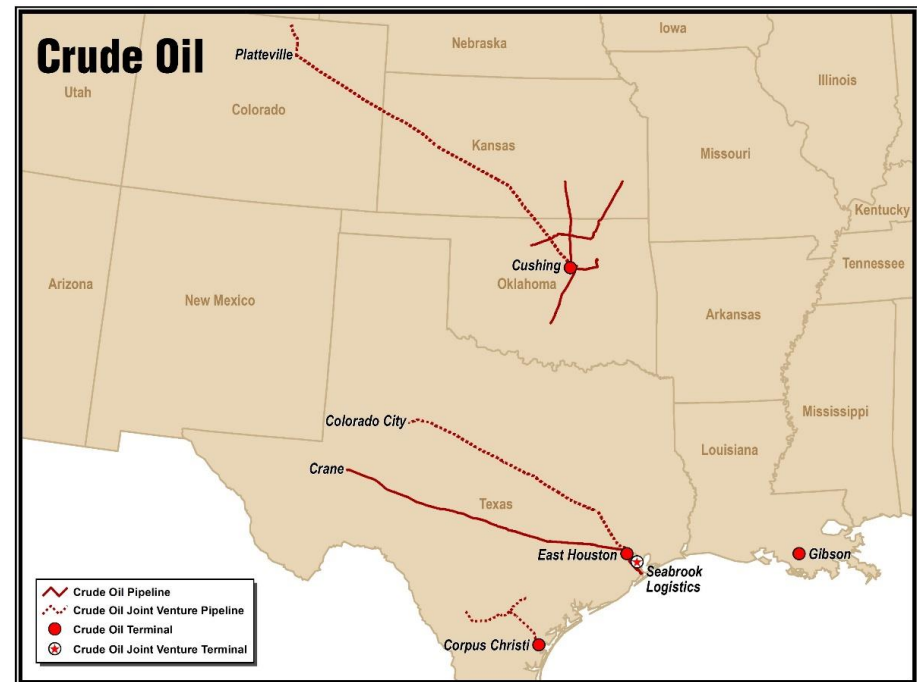 Crude Oil
Platteville
Nebraska
Iowa
Utah
Colorado
Illinois
Kansas
Missouri
Kentucky
Cushing
Oklahoma
Tennessee
Arizona
New Mexico
Arkansas
Mississippi
Colorado City
Louisiana
Crane
Texas
East Houston
Gibson
Seabrook
Logistics
Corpus Christi
Crude Oil Pipeline
Crude Oil Joint Venture Pipeline
Crude Oil Terminal
Crude Oil Joint Venture Terminal